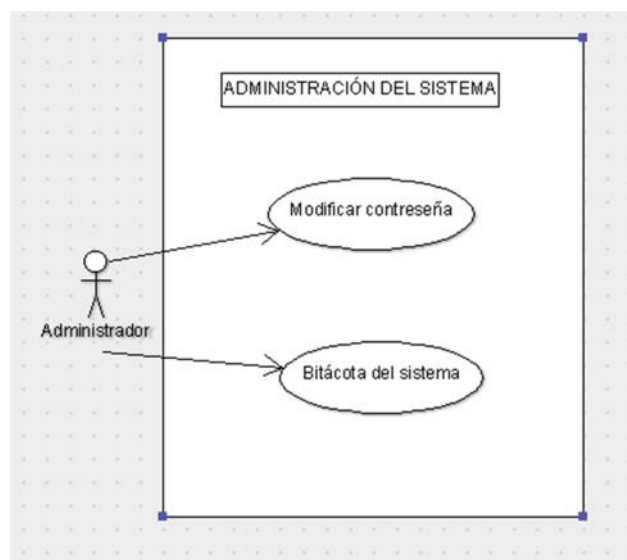 ADMINISTRACIÓN DEL SISTEMA
Modificar contreseña
Administrador
Bitácota del sistema